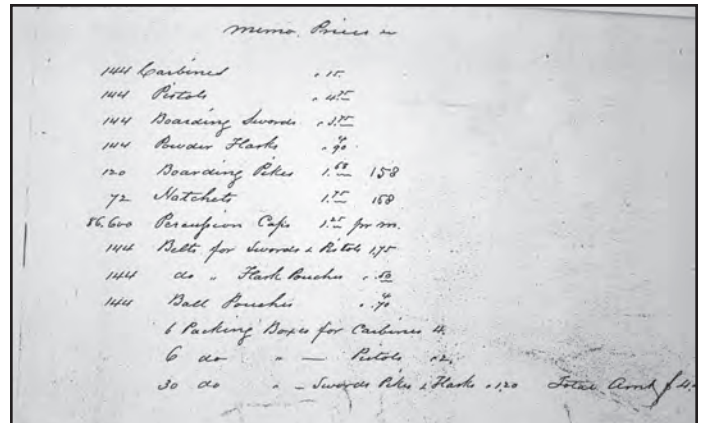 Memo. Prices
144 Carbines " 15.
144 Pistols " 4.75
144 Boarding Swords " 3.75
144 Powder Flasks " 90
120 Boarding Pikes 1.50 158
72 Hatchets 1.75 158
86.600 Percussion Caps 1.25 per m.
144 Belts for Swords & Pistols 1,75
144 do " Flask Pouches " .50
144 Ball Pouches " 70
6 Packing Boxes for Carbines 4.
6 do " — Pistols " 2.
30 do " — Swords Pikes & Flasks " 1,20 Total Amt $